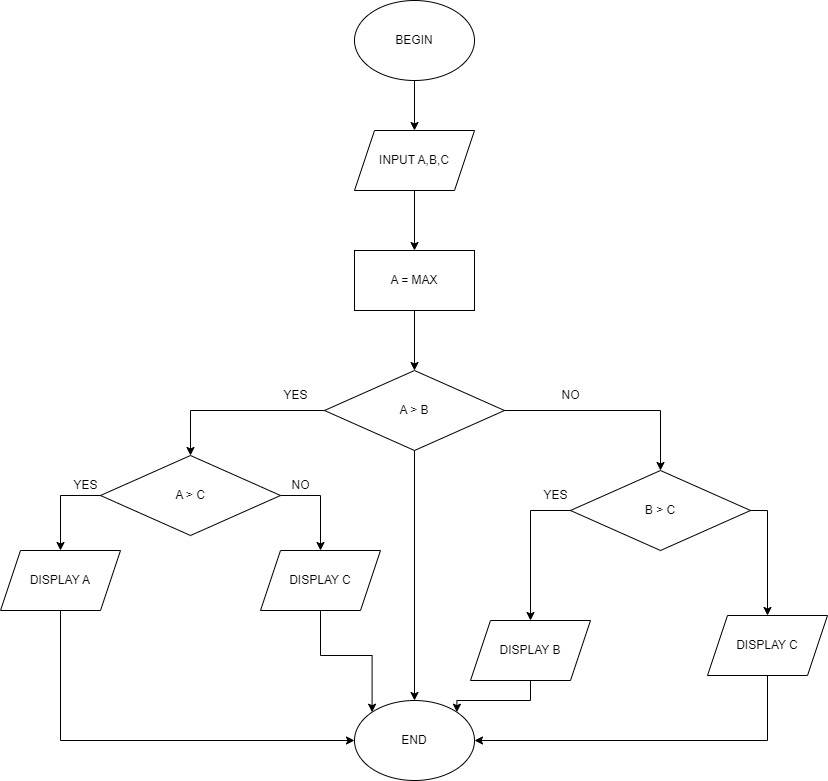 BEGIN
INPUT A,B,C
A = MAX
YES
A > B
NO
YES
A > C
NO
YES
B > C
DISPLAY A
DISPLAY C
DISPLAY B
DISPLAY C
END